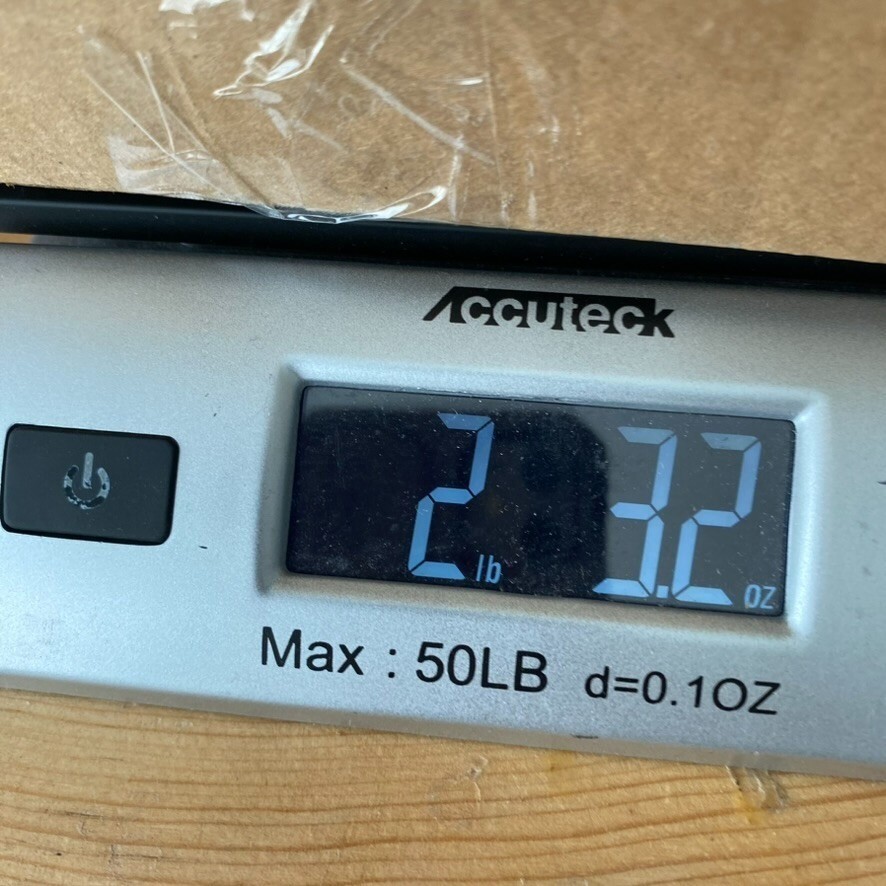 Accuteck
2 lb 3.2 oz
Max : 50LB d=0.1OZ